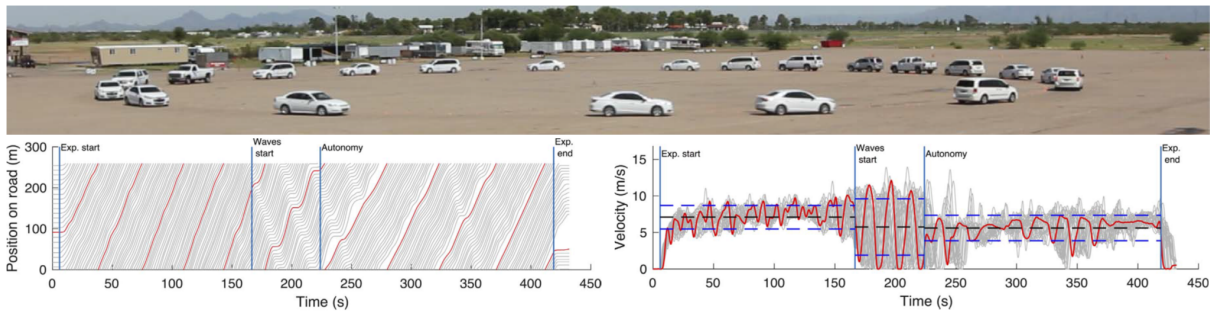 Exp. start
Waves
start
Autonomy
Exp.
end
300
200
100
0
Position on road (m)
0 50 100 150 200 250 300 350 400 450
Time (s)
Exp. start
Waves
start
Autonomy
Exp.
end
15
10
5
0
Velocity (m/s)
0 50 100 150 200 250 300 350 400 450
Time (s)